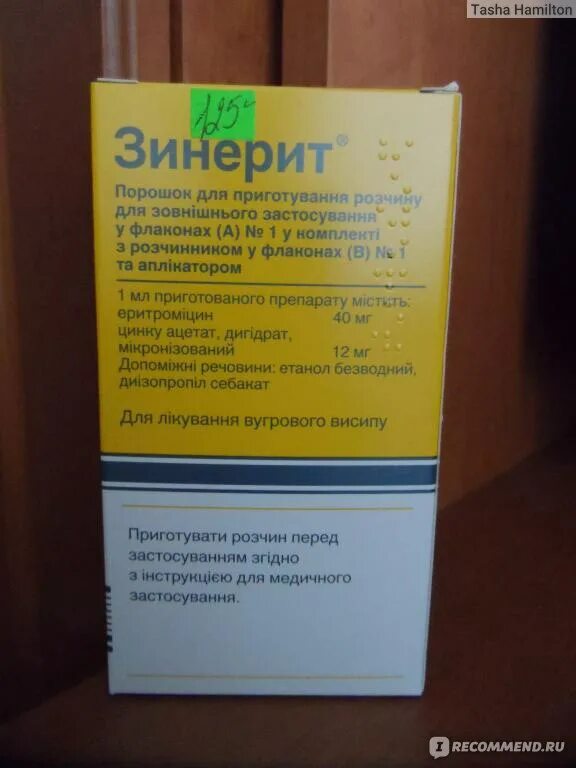 Tasha Hamilton
125
Зинерит®
Порошок для приготування розчину
для зовнішнього застосування
у флаконах (А) № 1 у комплекті
з розчинником у флаконах (В) № 1
та аплікатором
1 мл приготованого препарату містить:
еритроміцин 40 мг
цинку ацетат, дигідрат,
мікронізований 12 мг
Допоміжні речовини: етанол безводний,
диізопропіл себакат
Для лікування вугрового висипу
Приготувати розчин перед
застосуванням згідно
з інструкцією для медичного
застосування.
IRECOMMEND.RU